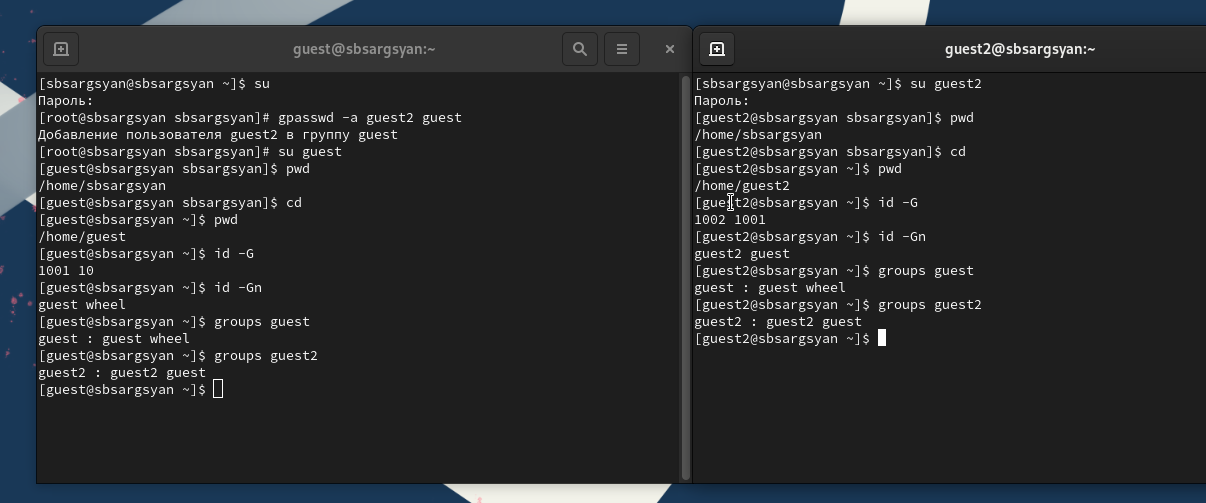 guest@sbsargsyan:~
[sbsargsyan@sbsargsyan ~]$ su
Пароль:
[root@sbsargsyan sbsargsyan]# gpasswd -a guest2 guest
Добавление пользователя guest2 в группу guest
[root@sbsargsyan sbsargsyan]# su guest
[guest@sbsargsyan sbsargsyan]$ pwd
/home/sbsargsyan
[guest@sbsargsyan sbsargsyan]$ cd
[guest@sbsargsyan ~]$ pwd
/home/guest
[guest@sbsargsyan ~]$ id -G
1001 10
[guest@sbsargsyan ~]$ id -Gn
guest wheel
[guest@sbsargsyan ~]$ groups guest
guest : guest wheel
[guest@sbsargsyan ~]$ groups guest2
guest2 : guest2 guest
[guest@sbsargsyan ~]$
guest2@sbsargsyan:~
[sbsargsyan@sbsargsyan ~]$ su guest2
Пароль:
[guest2@sbsargsyan sbsargsyan]$ pwd
/home/sbsargsyan
[guest2@sbsargsyan sbsargsyan]$ cd
[guest2@sbsargsyan ~]$ pwd
/home/guest2
[guest2@sbsargsyan ~]$ id -G
1002 1001
[guest2@sbsargsyan ~]$ id -Gn
guest2 guest
[guest2@sbsargsyan ~]$ groups guest
guest : guest wheel
[guest2@sbsargsyan ~]$ groups guest2
guest2 : guest2 guest
[guest2@sbsargsyan ~]$